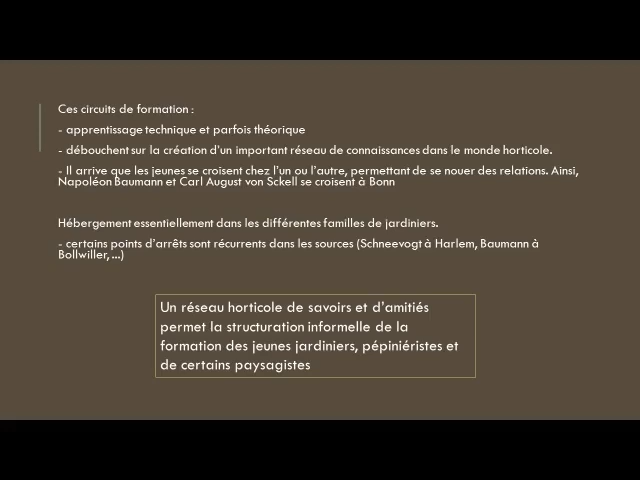 Ces circuits de formation :
- apprentissage technique et parfois théorique
- débouchent sur la création d'un important réseau de connaissances dans le monde horticole.
- Il arrive que les jeunes se croisent chez l'un ou l'autre, permettant de se nouer des relations. Ainsi,
Napoléon Baumann et Carl August von Sckell se croisent à Bonn
Hébergement essentiellement dans les différentes familles de jardiniers.
- certains points d'arrêts sont récurrents dans les sources (Schneevogt à Harlem, Baumann à
Bollwiller, ...)
Un réseau horticole de savoirs et d'amitiés
permet la structuration informelle de la
formation des jeunes jardiniers, pépiniéristes et
de certains paysagistes